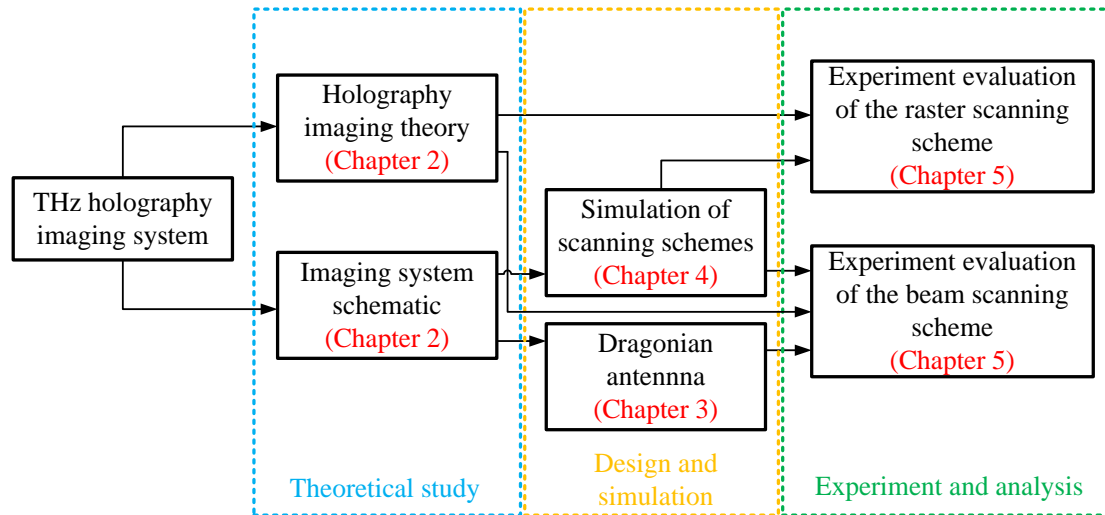 THz holography
imaging system
Holography
imaging theory
(Chapter 2)
Imaging system
schematic
(Chapter 2)
Theoretical study
Simulation of
scanning schemes
(Chapter 4)
Dragonian
antennna
(Chapter 3)
Design and
simulation
Experiment evaluation
of the raster scanning
scheme
(Chapter 5)
Experiment evaluation
of the beam scanning
scheme
(Chapter 5)
Experiment and analysis